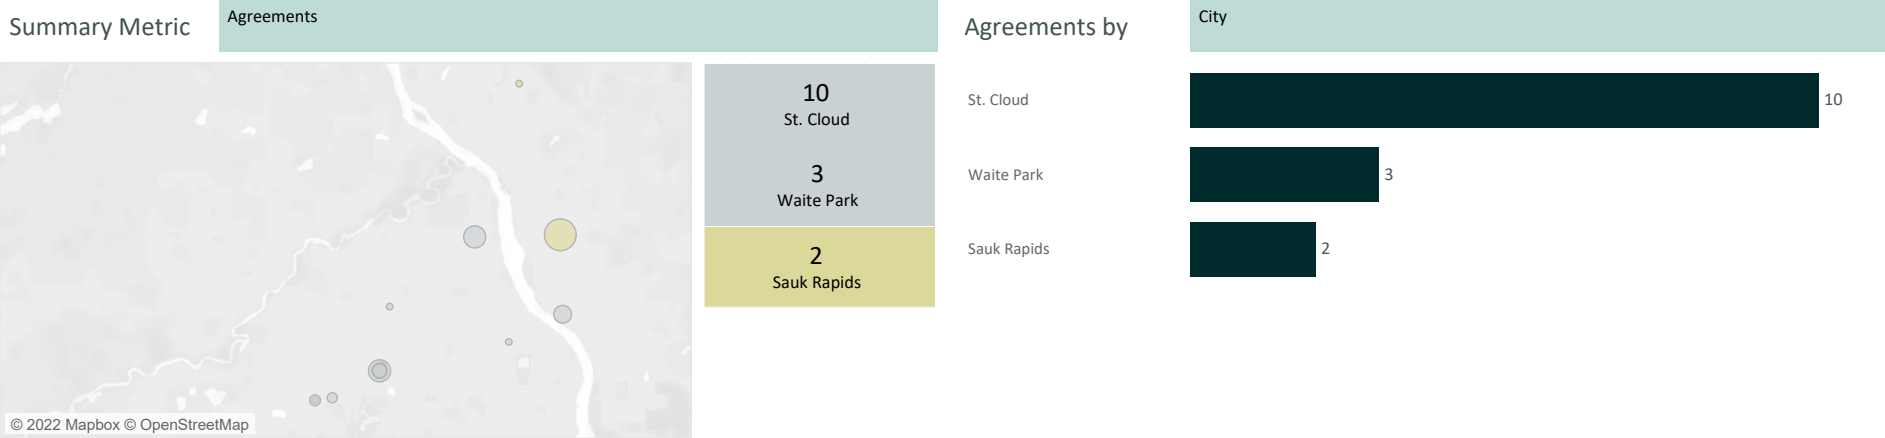 Summary Metric
Agreements
Agreements by
City
10
St. Cloud
3
Waite Park
2
Sauk Rapids
© 2022 Mapbox © OpenStreetMap
St. Cloud
10
Waite Park
3
Sauk Rapids
2